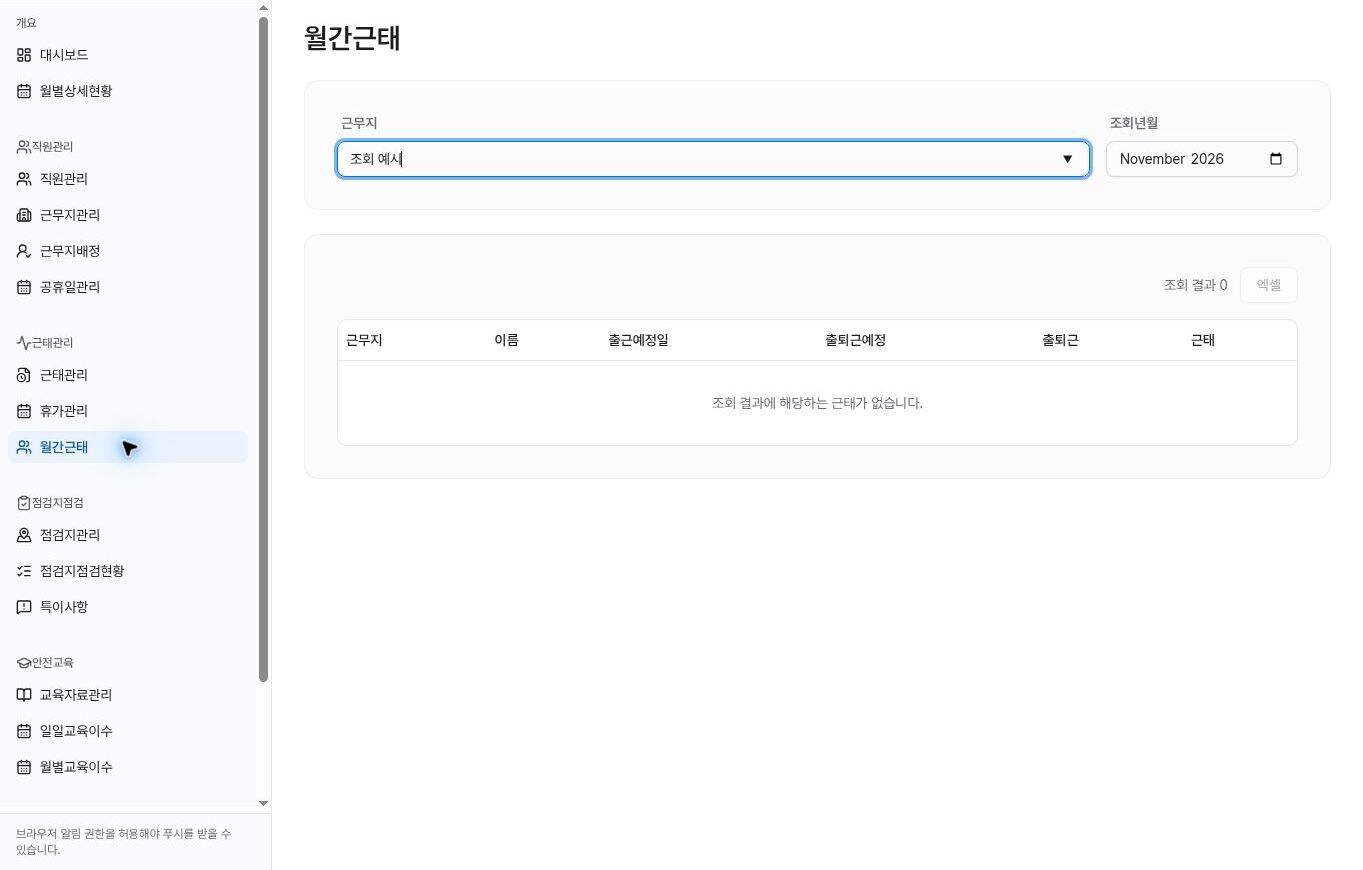 개요
대시보드
월별상세현황
직원관리
직원관리
근무지관리
근무지배정
공휴일관리
근태관리
근태관리
휴가관리
월간근태
점검지점검
점검지관리
점검지점검현황
특이사항
안전교육
교육자료관리
일일교육이수
월별교육이수
브라우저 알림 권한을 허용해야 푸시를 받을 수
있습니다.
월간근태
근무지 조회년월
조회 예시 November 2026
조회 결과 0 엑셀
근무지 이름 출근예정일 출퇴근예정 출퇴근 근태
조회 결과에 해당하는 근태가 없습니다.